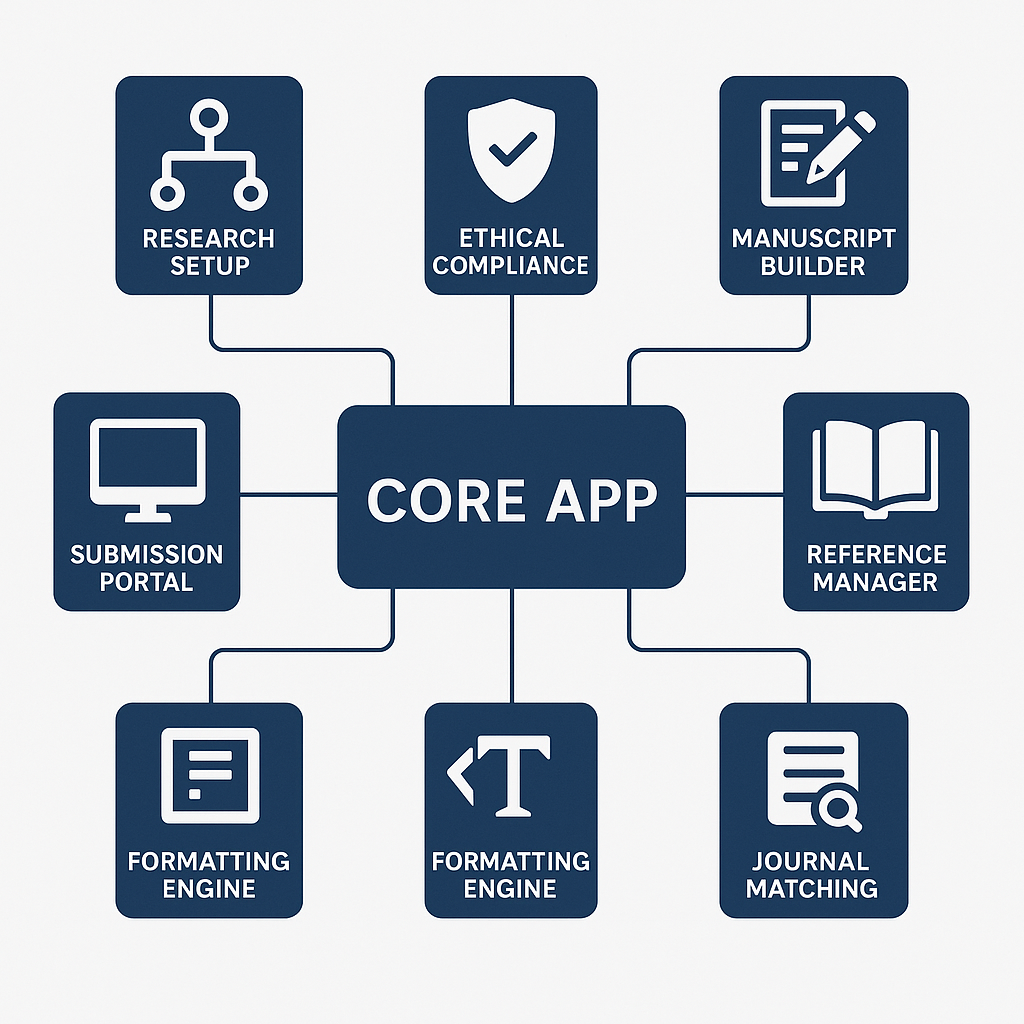 RESEARCH
SETUP
ETHICAL
COMPLIANCE
MANUSCRIPT
BUILDER
SUBMISSION
PORTAL
CORE APP
REFERENCE
MANAGER
FORMATTING
ENGINE
FORMATTING
ENGINE
JOURNAL
MATCHING